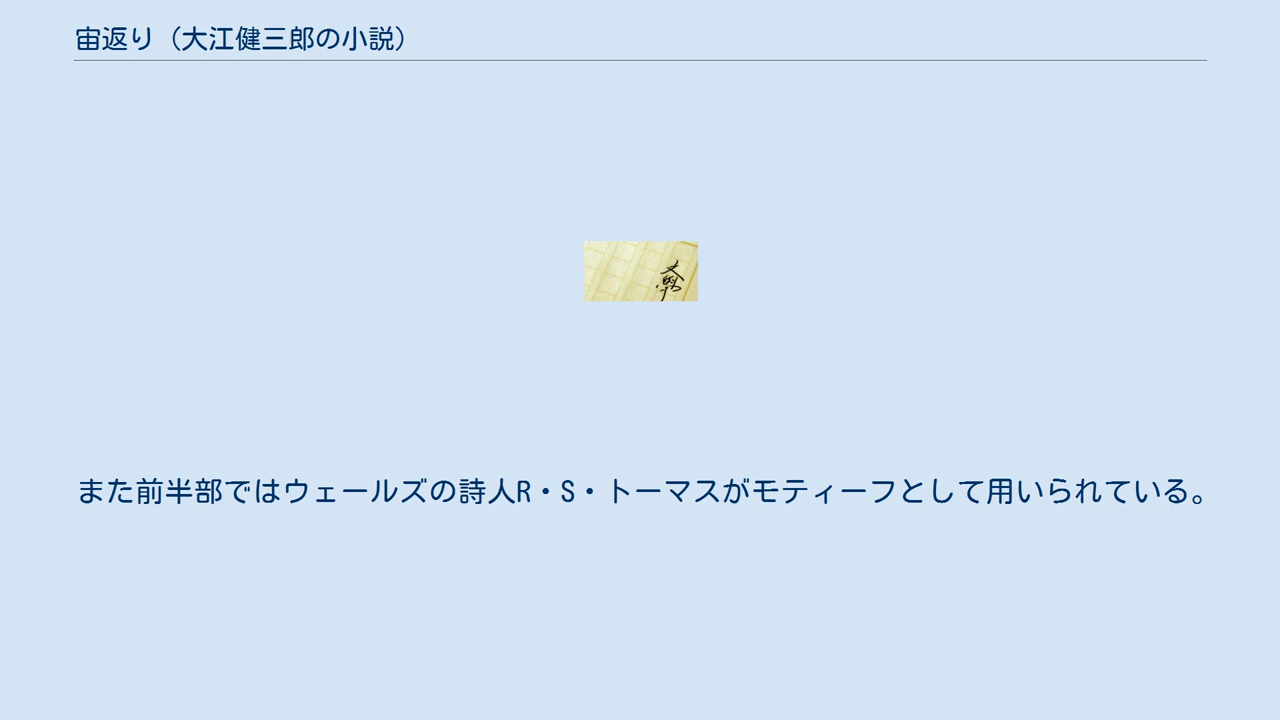 宙返り（大江健三郎の小説）
また前半部ではウェールズの詩人R・S・トーマスがモティーフとして用いられている。